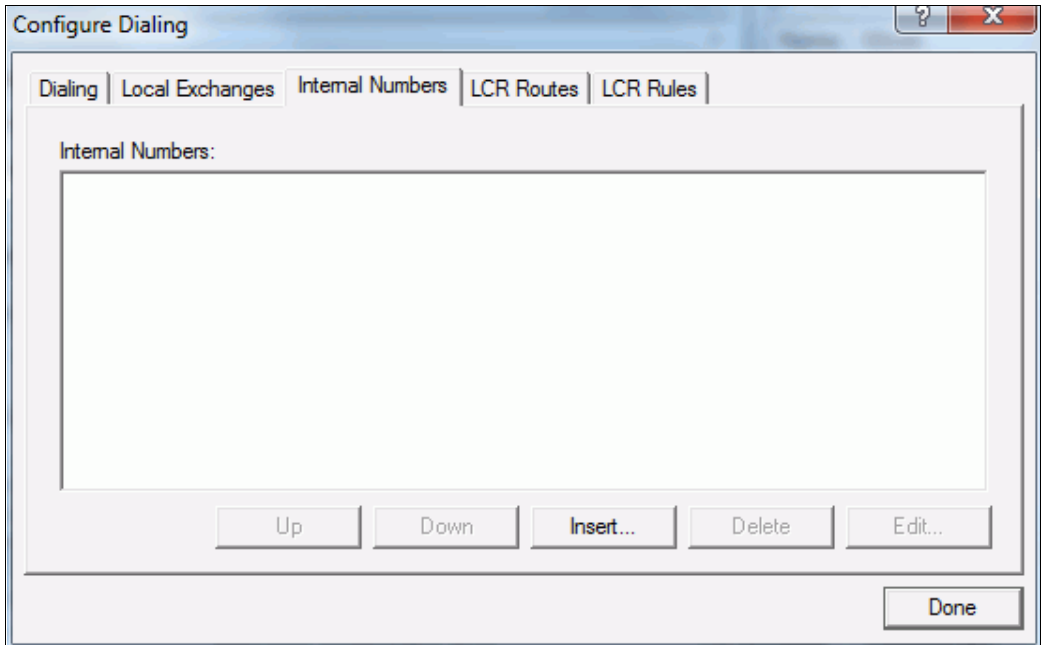 Configure Dialing
Dialing Local Exchanges Internal Numbers LCR Routes LCR Rules
Internal Numbers:
Up Down Insert... Delete Edit...
Done